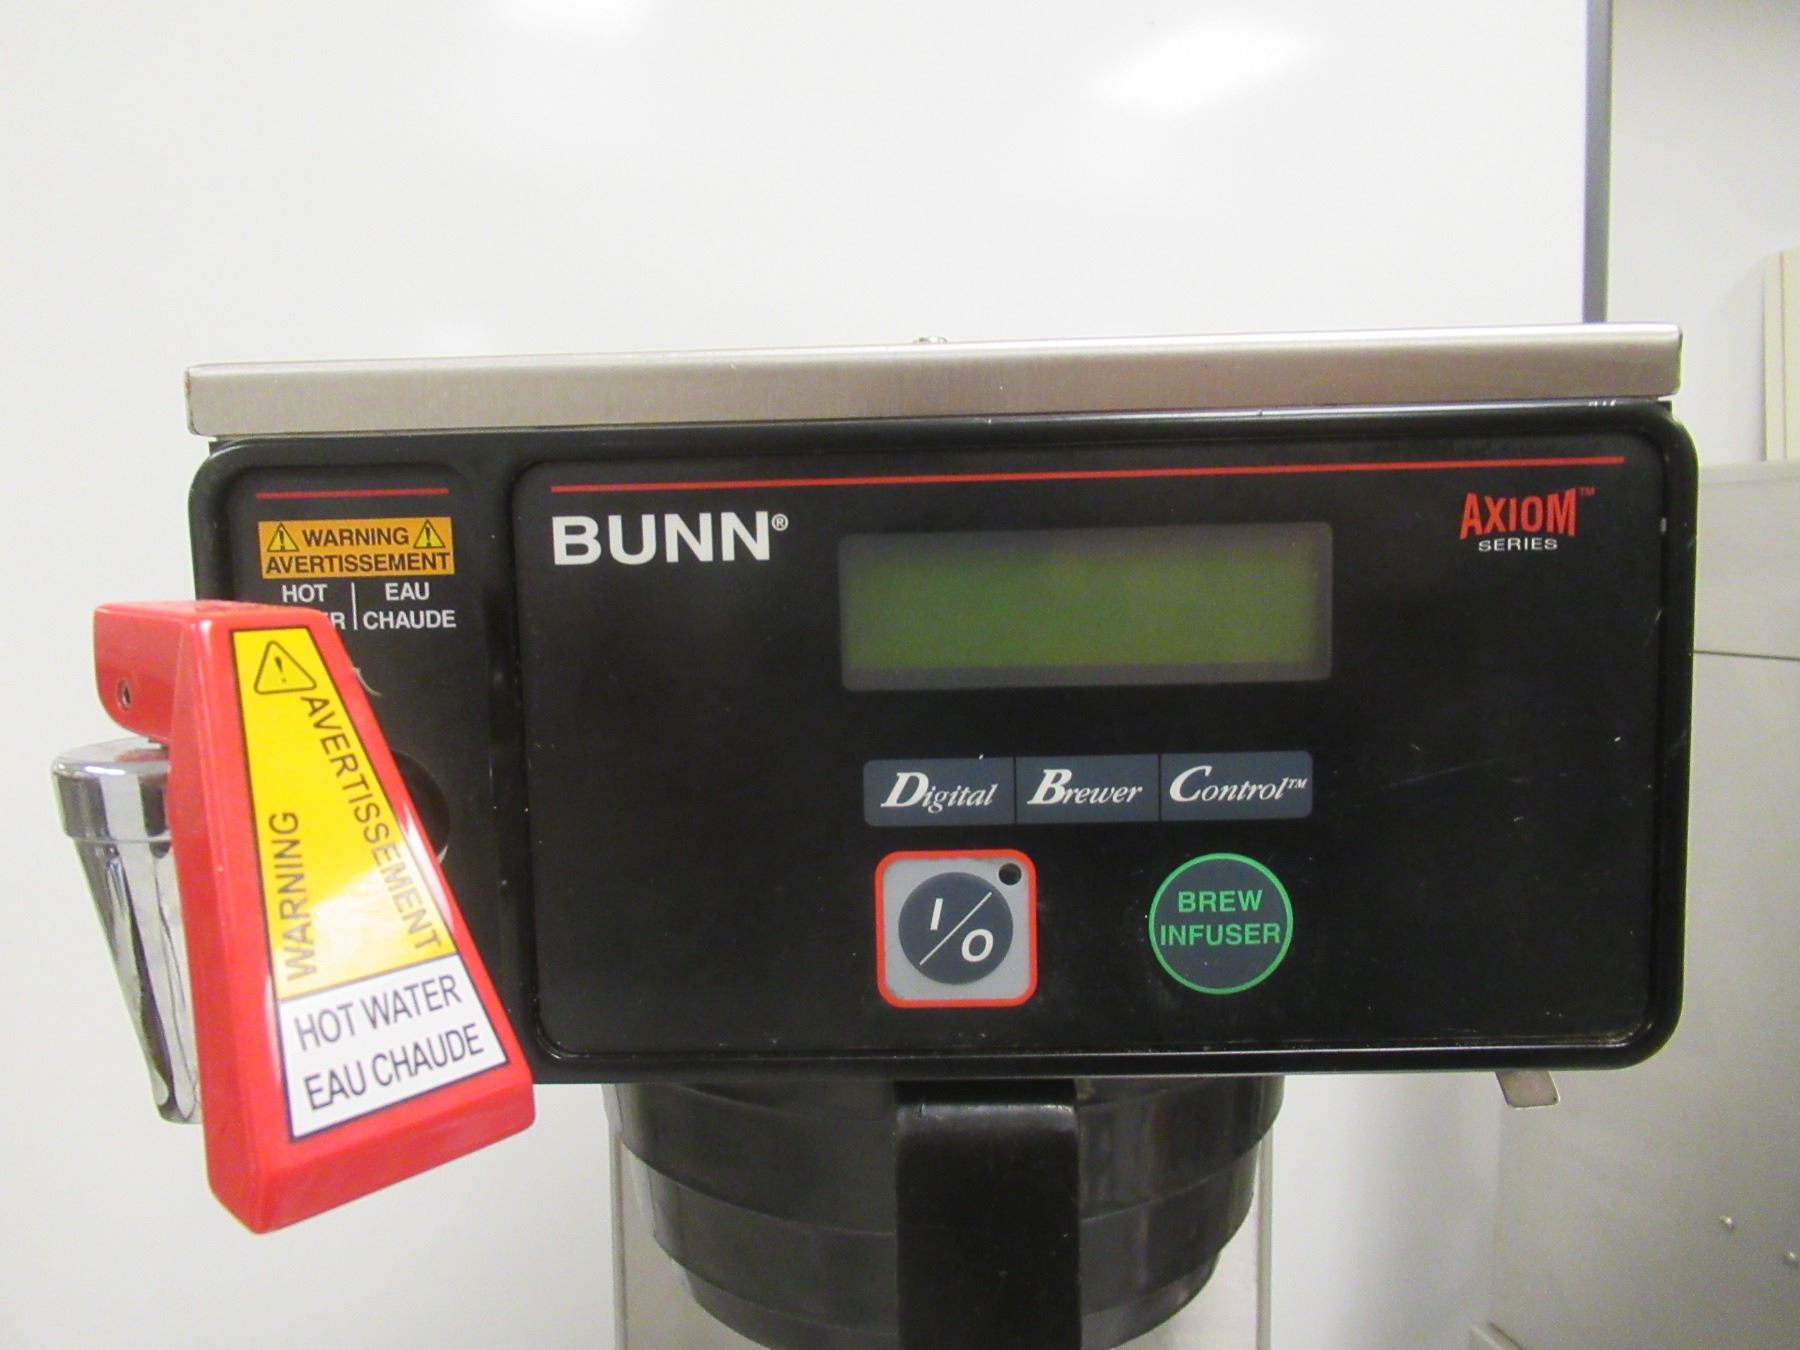 WARNING
AVERTISSEMENT
HOT | EAU
CHAUDE
WARNING
AVERTISSEMENT
HOT WATER
EAU CHAUDE
BUNN®
AXIOM™
SERIES
Digital Brewer Control™
I/O
BREW
INFUSER